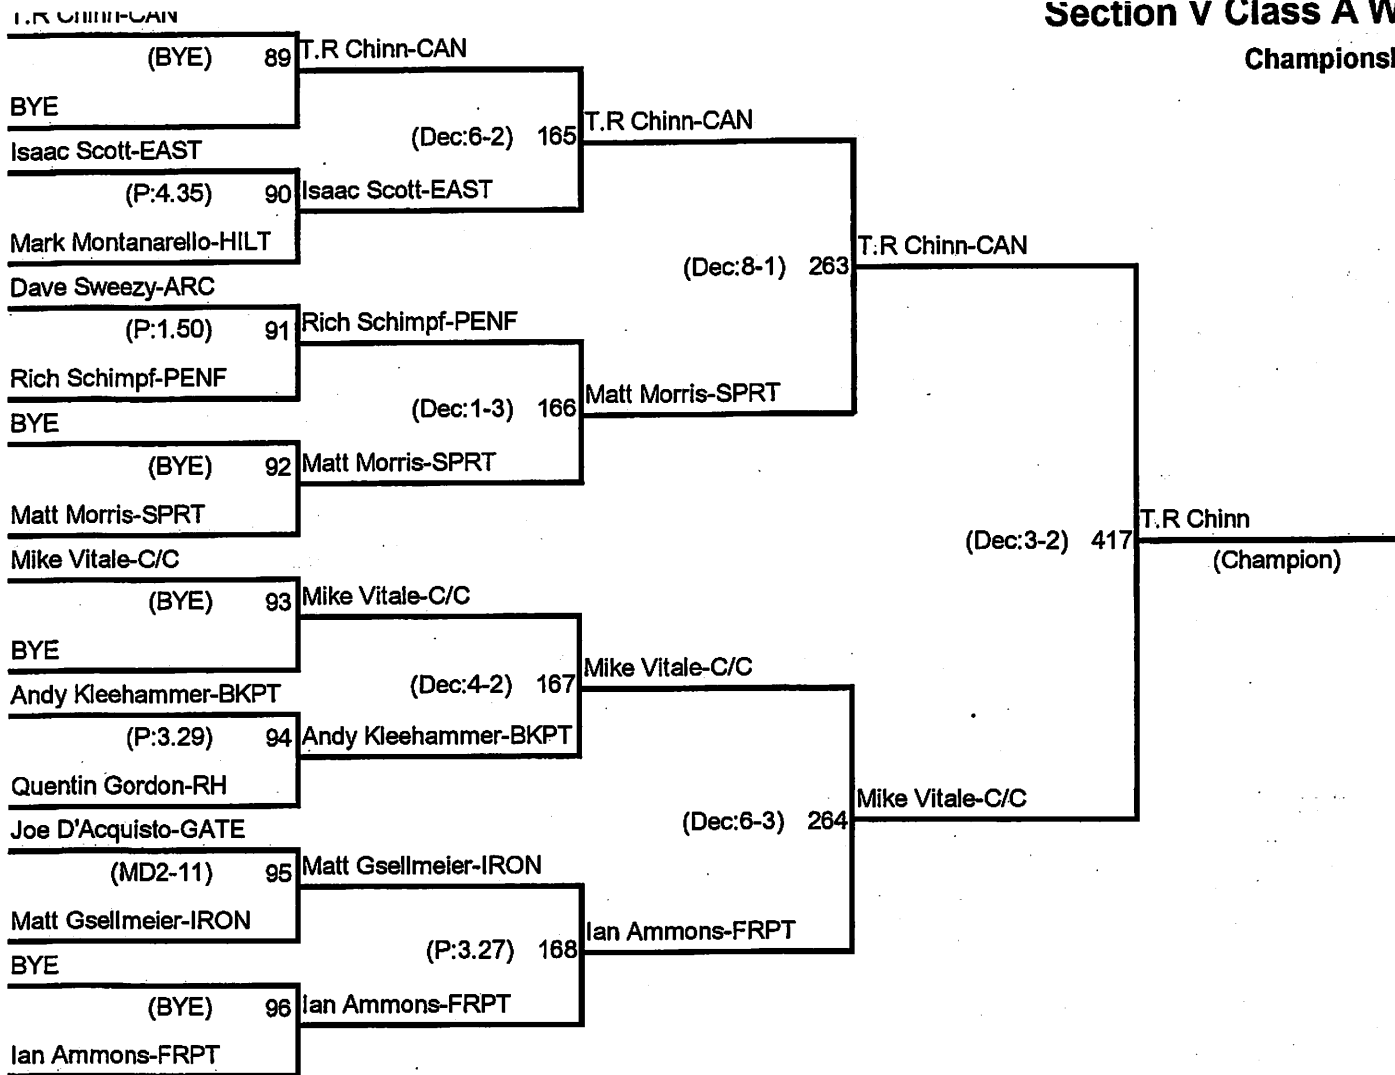 Section V Class A W
Championsh
T.R Chinn-CAN
(BYE) 89 T.R Chinn-CAN
BYE
(Dec:6-2) 165 T.R Chinn-CAN
Isaac Scott-EAST
(P:4.35) 90 Isaac Scott-EAST
Mark Montanarello-HILT
(Dec:8-1) 263 T.R Chinn-CAN
Dave Sweezy-ARC
(P:1.50) 91 Rich Schimpf-PENF
Rich Schimpf-PENF
(Dec:1-3) 166 Matt Morris-SPRT
BYE
(BYE) 92 Matt Morris-SPRT
Matt Morris-SPRT
(Dec:3-2) 417 T.R Chinn
(Champion)
Mike Vitale-C/C
(BYE) 93 Mike Vitale-C/C
BYE
(Dec:4-2) 167 Mike Vitale-C/C
Andy Kleehammer-BKPT
(P:3.29) 94 Andy Kleehammer-BKPT
Quentin Gordon-RH
(Dec:6-3) 264 Mike Vitale-C/C
Joe D'Acquisto-GATE
(MD2-11) 95 Matt Gsellmeier-IRON
Matt Gsellmeier-IRON
(P:3.27) 168 Ian Ammons-FRPT
BYE
(BYE) 96 Ian Ammons-FRPT
Ian Ammons-FRPT